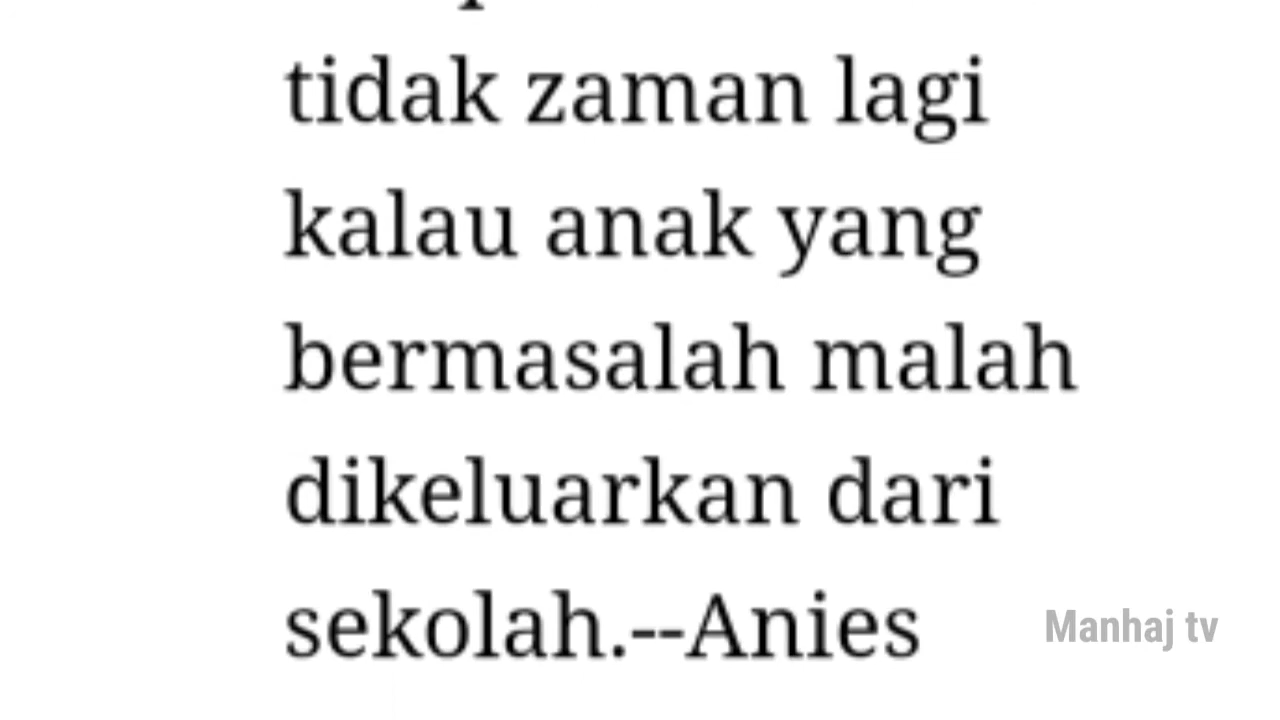 tidak zaman lagi
kalau anak yang
bermasalah malah
dikeluarkan dari
sekolah.--Anies
Manhaj tv